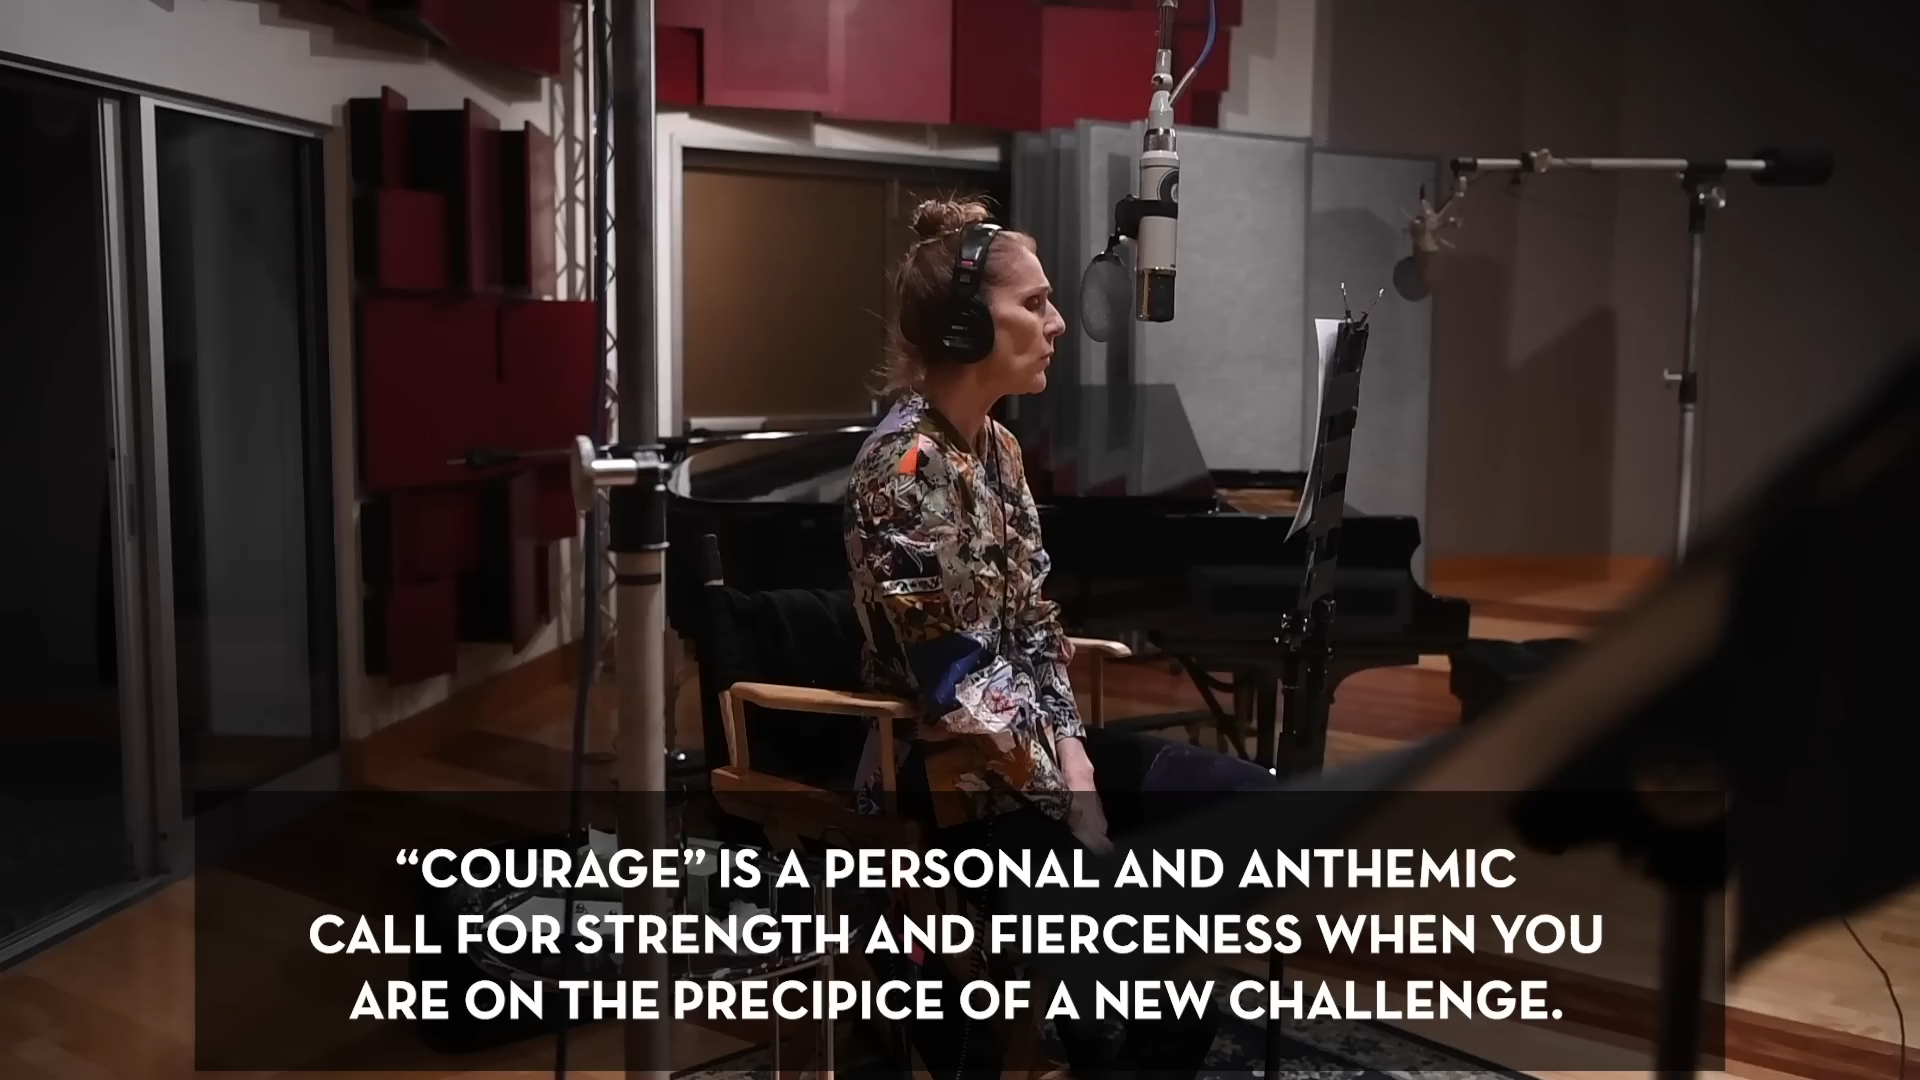 “COURAGE” IS A PERSONAL AND ANTHEMIC
CALL FOR STRENGTH AND FIERCENESS WHEN YOU
ARE ON THE PRECIPICE OF A NEW CHALLENGE.